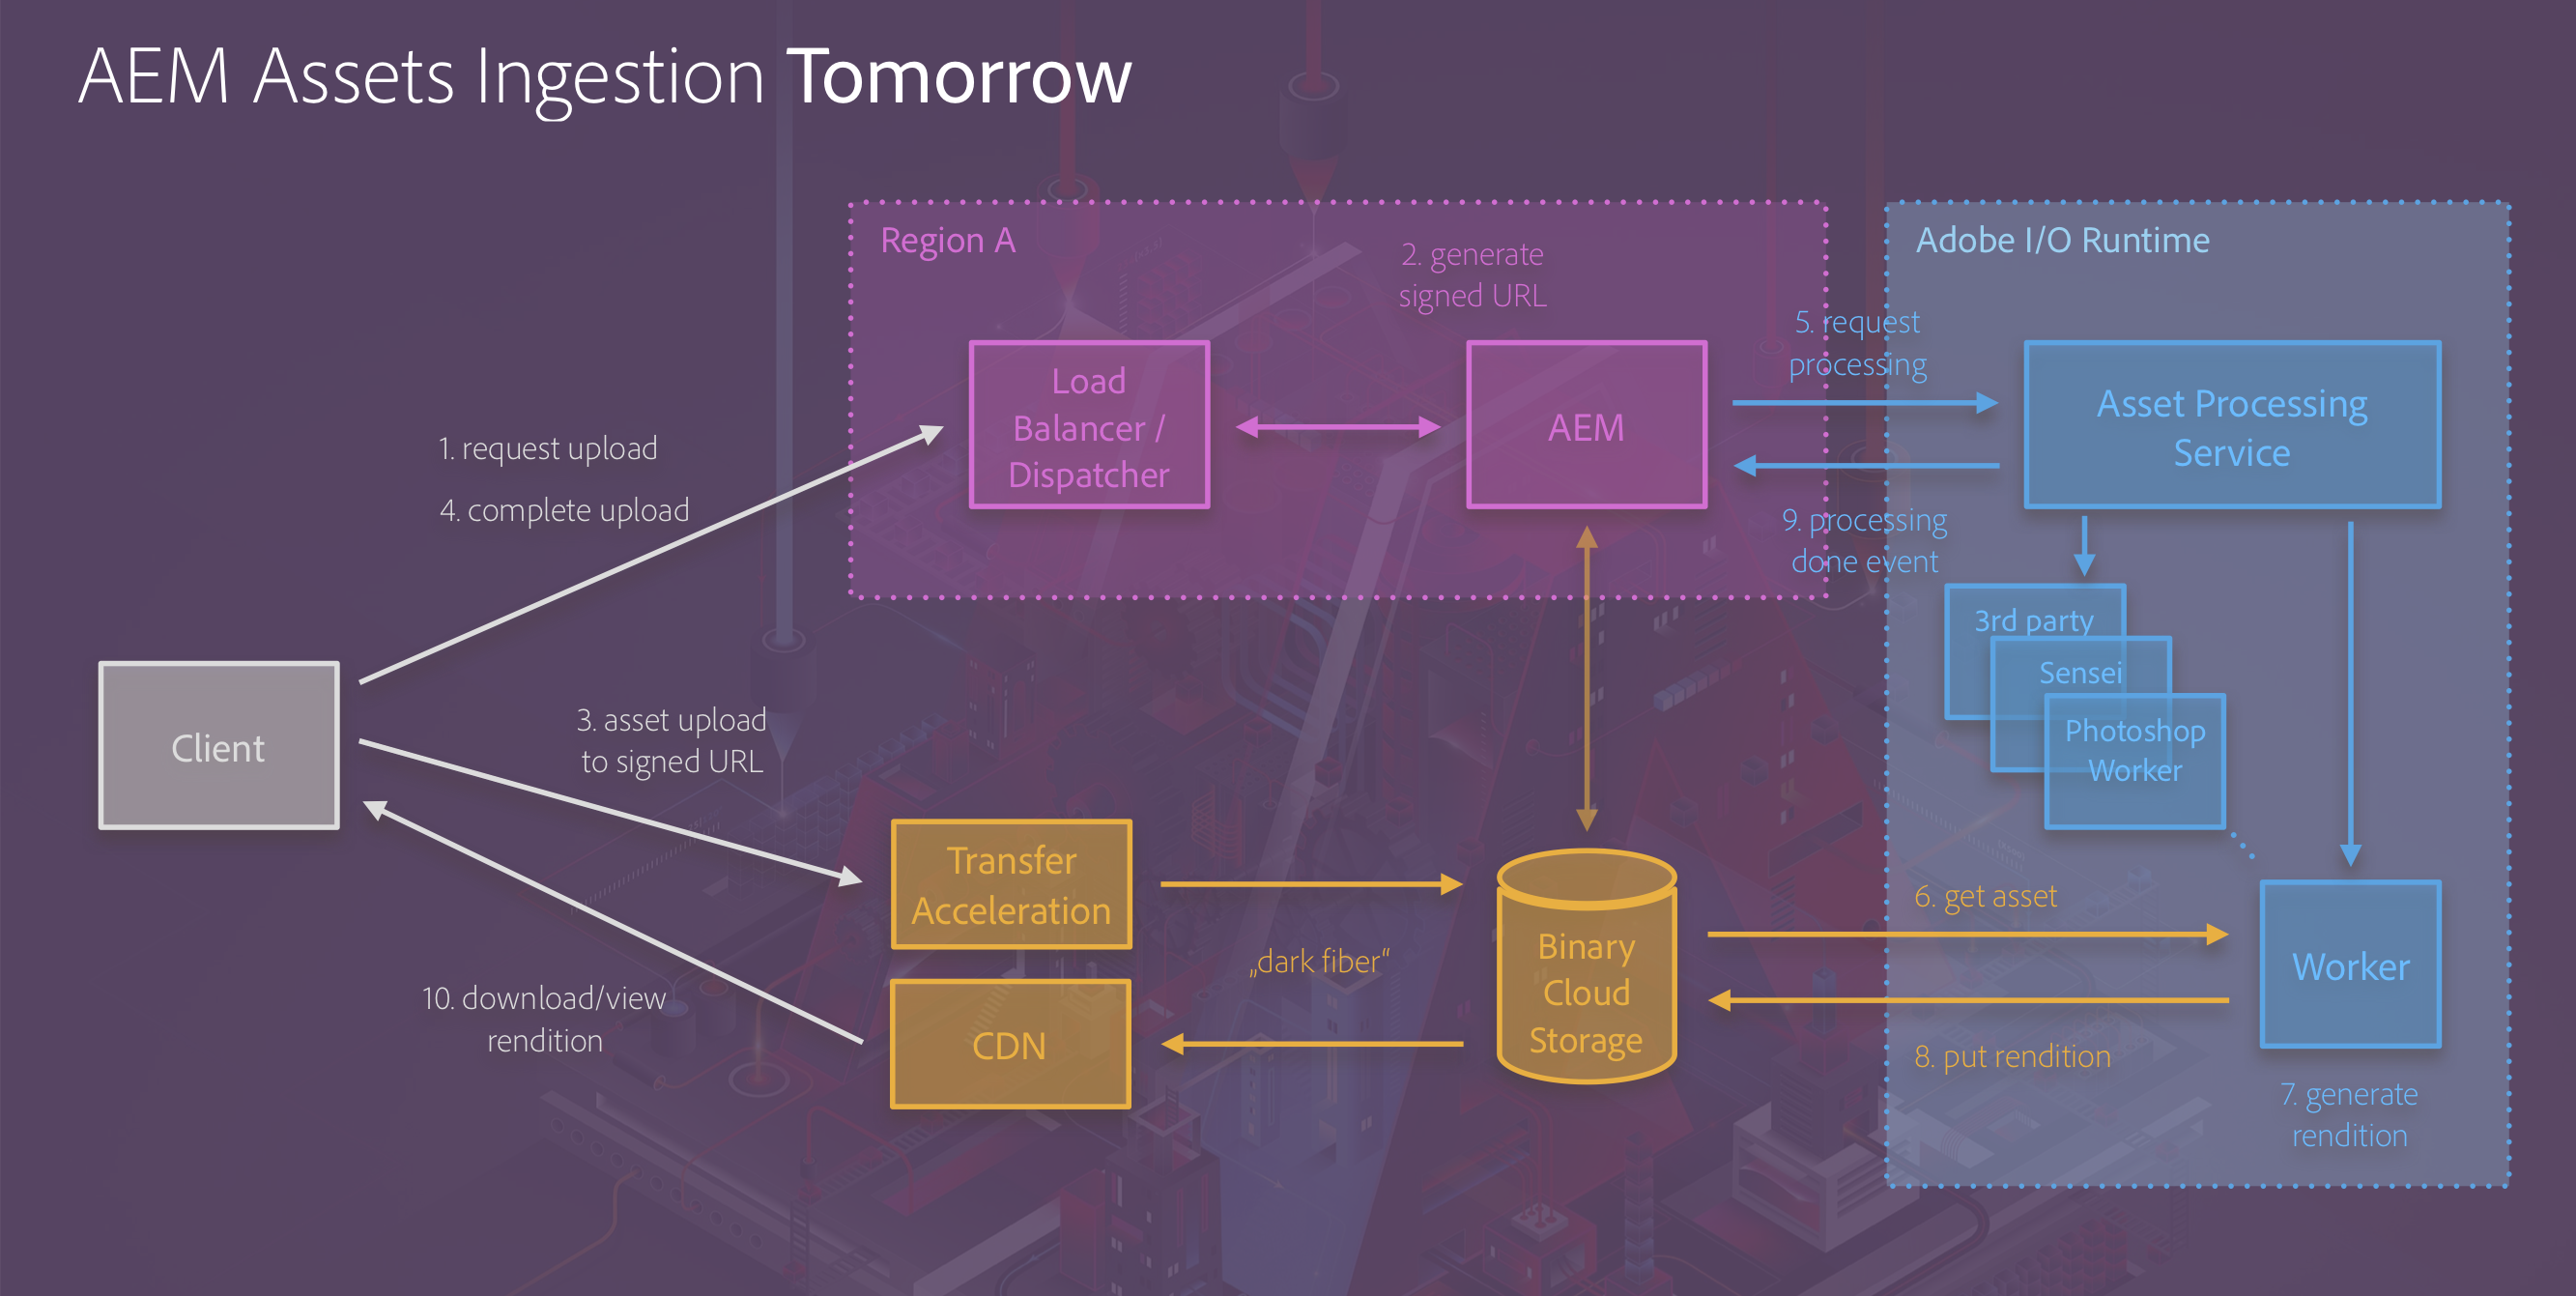 AEM Assets Ingestion Tomorrow
Region A
2. generate
signed URL
Adobe I/O Runtime
5. request
processing
Load
Balancer /
Dispatcher
AEM
Asset Processing
Service
1. request upload
4. complete upload
9. processing
done event
3rd party
Sensei
Photoshop
Worker
Client
3. asset upload
to signed URL
Transfer
Acceleration
„dark fiber“
Binary
Cloud
Storage
6. get asset
Worker
8. put rendition
7. generate
rendition
CDN
10. download/view
rendition